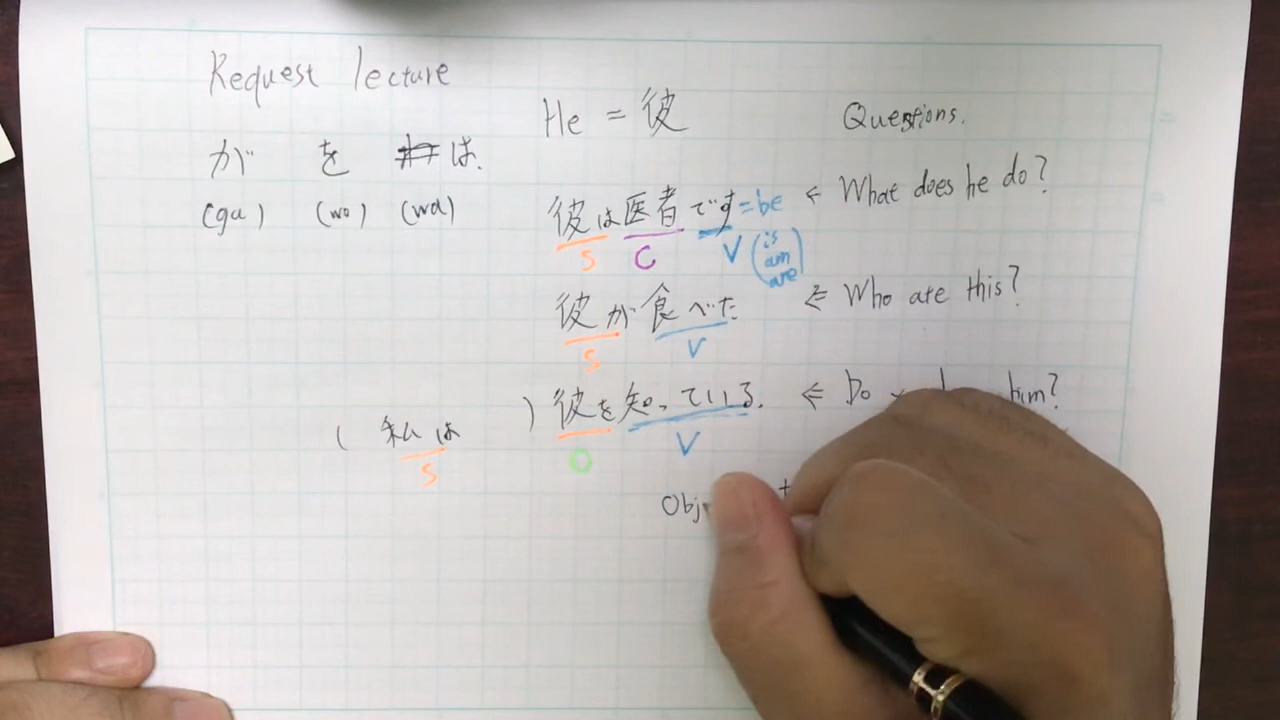 Request lecture
He = 彼
Questions.
が を は.
(ga) (wo) (wa)
彼は医者です=be ← What does he do?
S C V (is am are)
彼が食べた ⇐ Who ate this?
S V
( 私は ) 彼を知っている. ⇐ Do him?
S O V